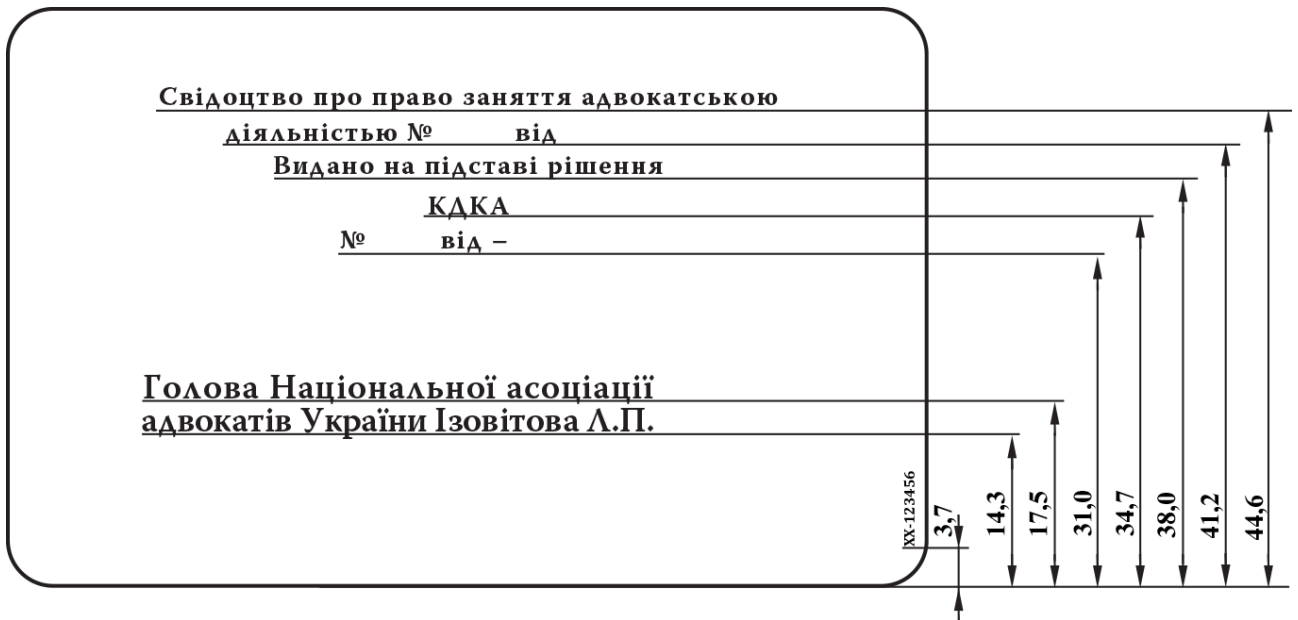 Свідоцтво про право заняття адвокатською
діяльністю № від
Видано на підставі рішення
КДКА
№ від –
Голова Національної асоціації
адвокатів України Ізовітова Л.П.
ХХ-123456
3,7
14,3
17,5
31,0
34,7
38,0
41,2
44,6